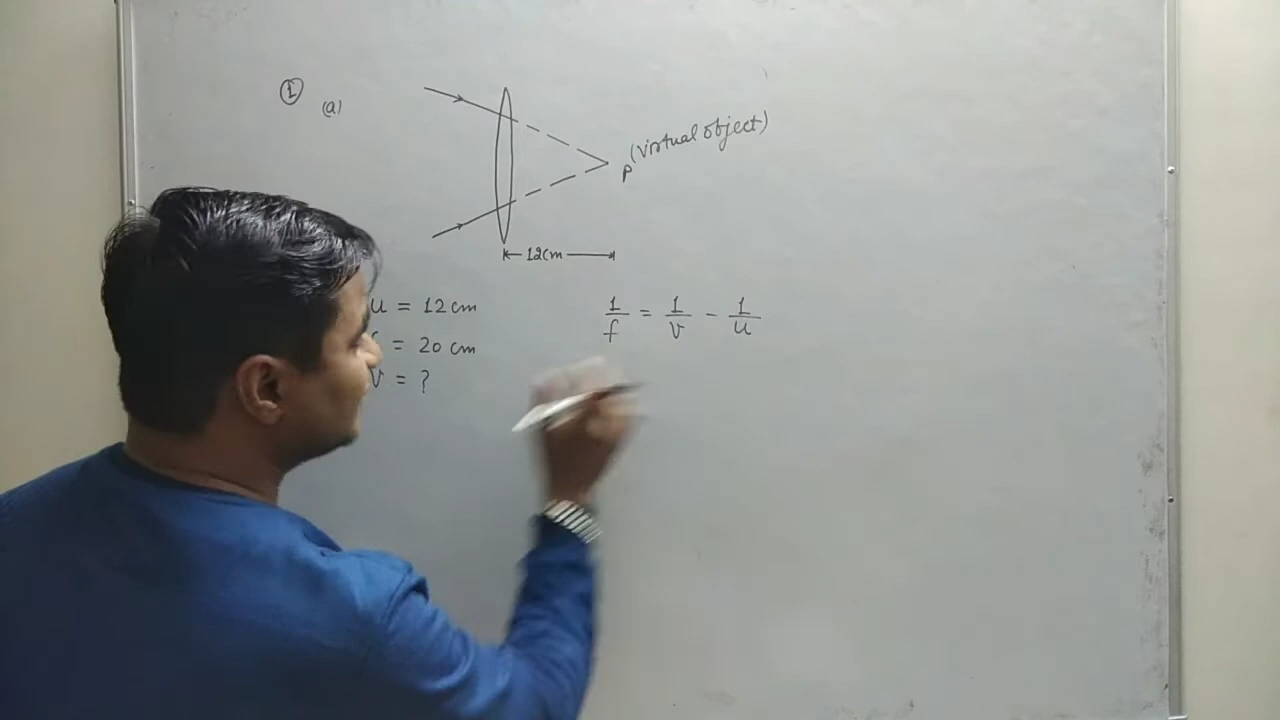 ① (a)
P (Virtual object)
12cm
u = 12 cm
= 20 cm
v = ?
1/f = 1/v - 1/u